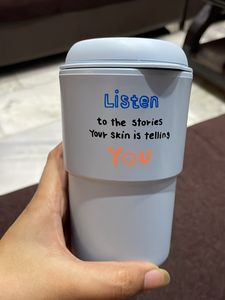 Listen
to the stories
Your skin is telling
YOU